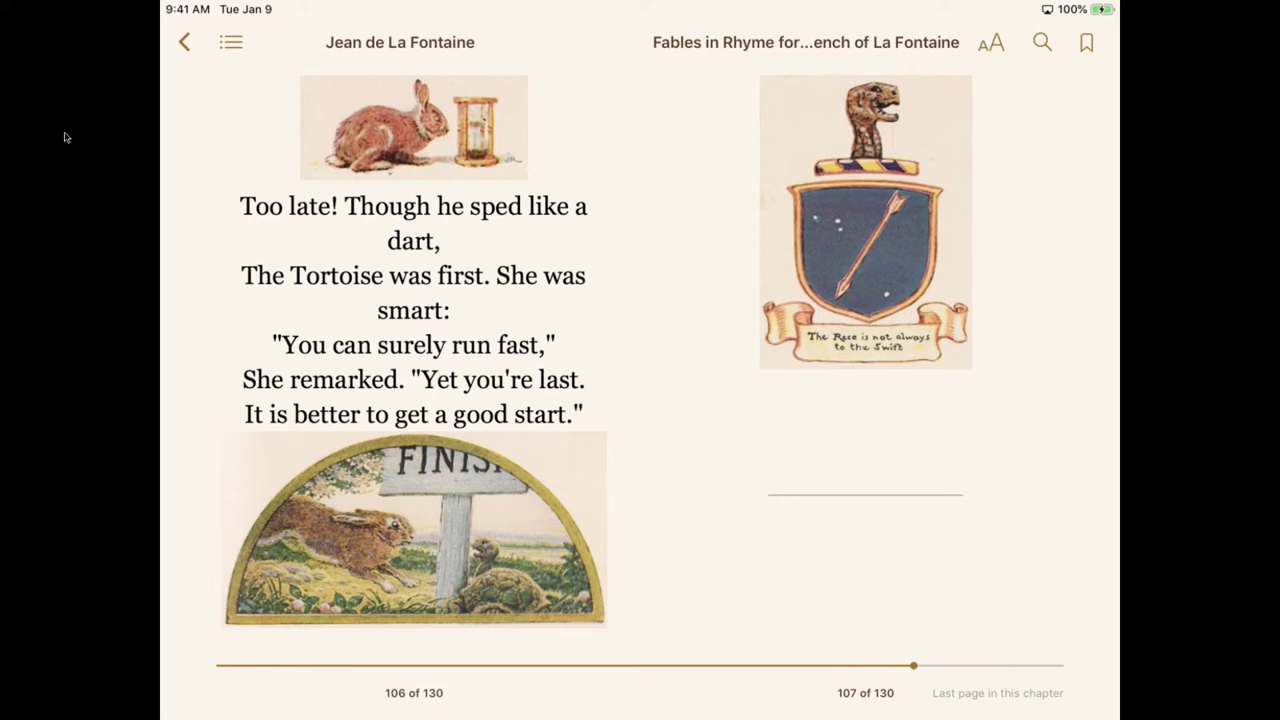 9:41 AM Tue Jan 9
100%
Jean de La Fontaine
Fables in Rhyme for...ench of La Fontaine
AA
Too late! Though he sped like a
dart,
The Tortoise was first. She was
smart:
"You can surely run fast,"
She remarked. "Yet you're last.
It is better to get a good start."
FINIS
The Race is not always
to the Swift
106 of 130
107 of 130
Last page in this chapter